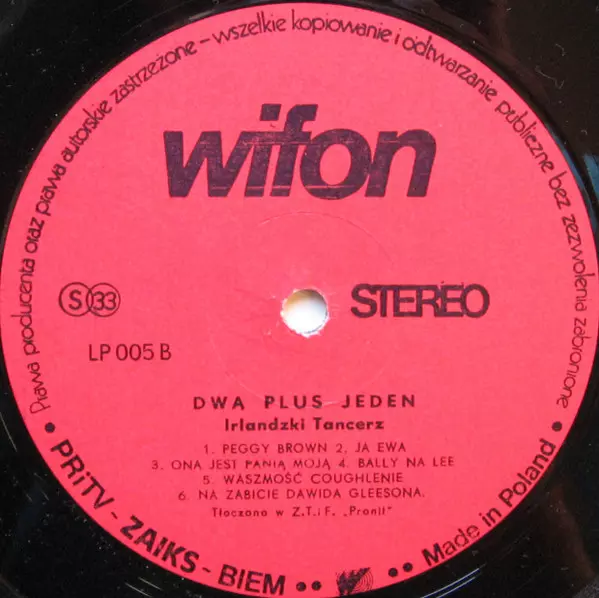 Prawa producenta oraz prawa autorskie zastrzeżone – wszelkie kopiowanie i odtwarzanie publiczne bez zezwolenia zabronione
wifon
S 33
STEREO
LP 005 B
DWA PLUS JEDEN
Irlandzki Tancerz
1. PEGGY BROWN 2, JA EWA
3. ONA JEST PANIĄ MOJĄ 4. BALLY NA LEE
5. WASZMOŚĆ COUGHLENIE
6. NA ZABICIE DAWIDA GLEESONA.
Tłoczono w Z.T.i F. „Pronit"
• PRiTV - ZAIKS - BIEM •• •• Made in Poland •